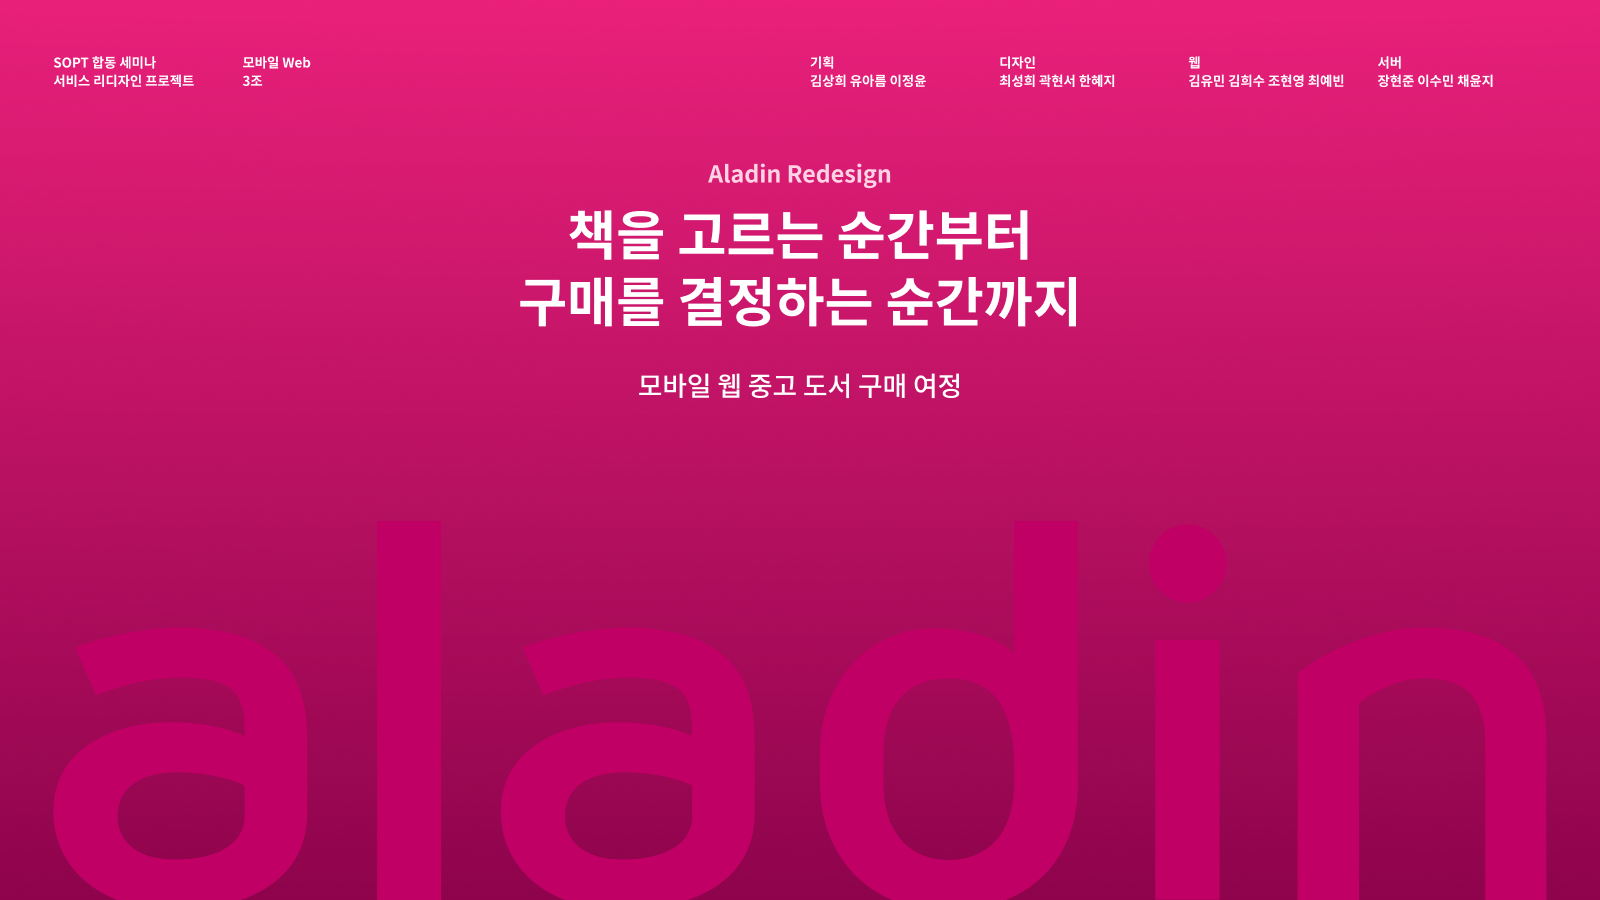 SOPT 합동 세미나
서비스 리디자인 프로젝트
모바일 Web
3조
기획
김상희 유아름 이정윤
디자인
최성희 곽현서 한혜지
웹
김유민 김희수 조현영 최예빈
서버
장현준 이수민 채윤지
Aladin Redesign
책을 고르는 순간부터
구매를 결정하는 순간까지
모바일 웹 중고 도서 구매 여정
aladin